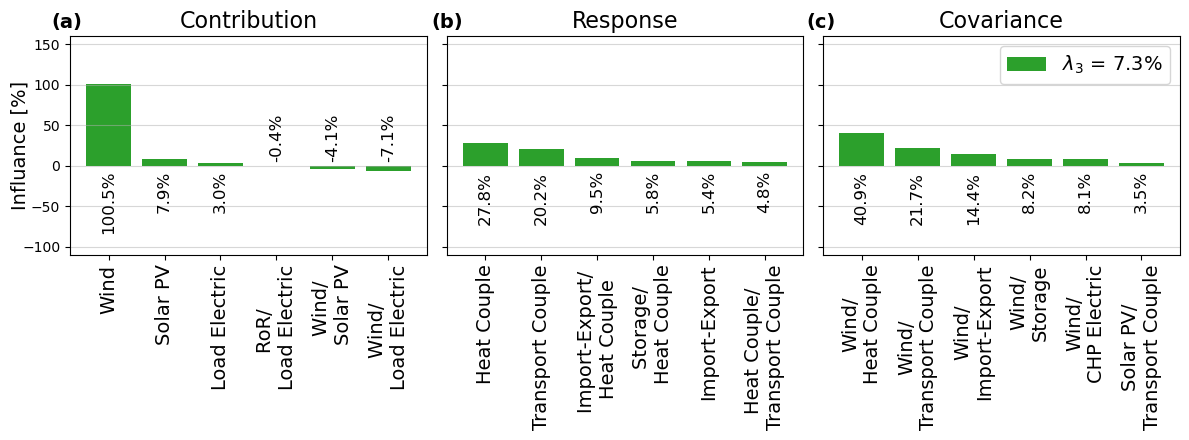 (a) Contribution
(b) Response
(c) Covariance
Influance [%]
150
100
50
0
−50
−100
100.5%
7.9%
3.0%
-0.4%
-4.1%
-7.1%
Wind
Solar PV
Load Electric
RoR/
Load Electric
Wind/
Solar PV
Wind/
Load Electric
27.8%
20.2%
9.5%
5.8%
5.4%
4.8%
Heat Couple
Transport Couple
Import-Export/
Heat Couple
Storage/
Heat Couple
Import-Export
Heat Couple/
Transport Couple
λ3 = 7.3%
40.9%
21.7%
14.4%
8.2%
8.1%
3.5%
Wind/
Heat Couple
Wind/
Transport Couple
Wind/
Import-Export
Wind/
Storage
Wind/
CHP Electric
Solar PV/
Transport Couple